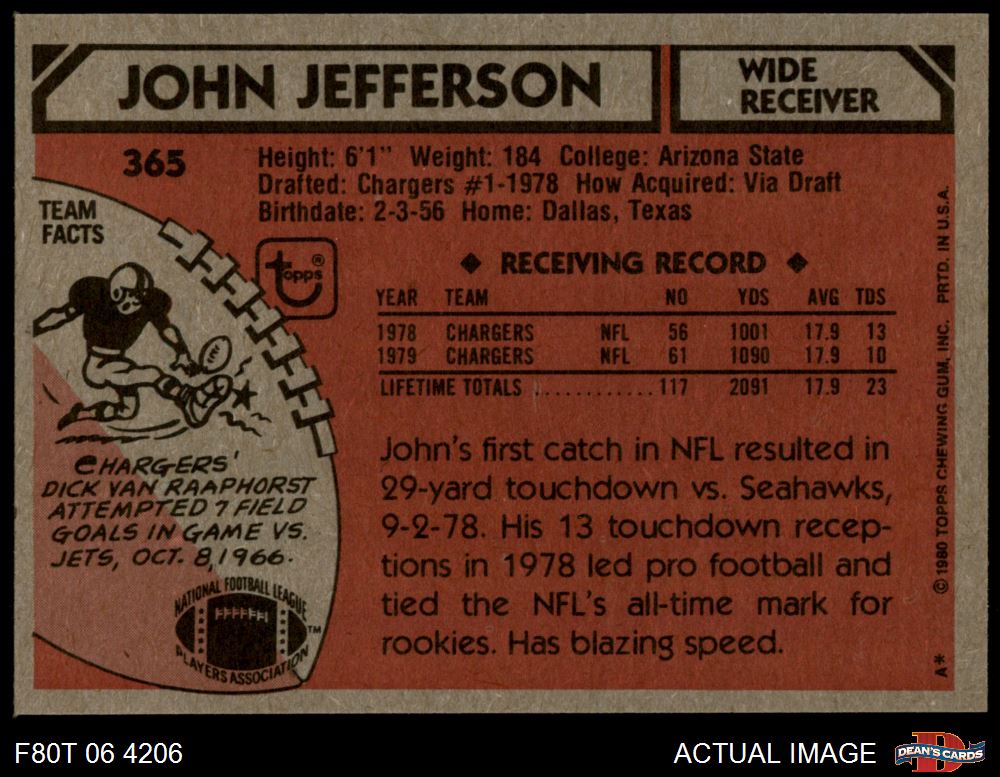 JOHN JEFFERSON
WIDE
RECEIVER
365
Height: 6'1" Weight: 184 College: Arizona State
Drafted: Chargers #1-1978 How Acquired: Via Draft
Birthdate: 2-3-56 Home: Dallas, Texas
TEAM
FACTS
topps®
◆ RECEIVING RECORD ◆
YEAR TEAM NO YDS AVG TDS
1978 CHARGERS NFL 56 1001 17.9 13
1979 CHARGERS NFL 61 1090 17.9 10
LIFETIME TOTALS ............ 117 2091 17.9 23
CHARGERS'
DICK VAN RAAPHORST
ATTEMPTED 7 FIELD
GOALS IN GAME VS.
JETS, OCT. 8, 1966.
NATIONAL FOOTBALL LEAGUE
PLAYERS ASSOCIATION
TM
John's first catch in NFL resulted in
29-yard touchdown vs. Seahawks,
9-2-78. His 13 touchdown recep-
tions in 1978 led pro football and
tied the NFL's all-time mark for
rookies. Has blazing speed.
A* © 1980 TOPPS CHEWING GUM, INC. PRTD. IN U.S.A.
F80T 06 4206
ACTUAL IMAGE
D
DEAN'S CARDS